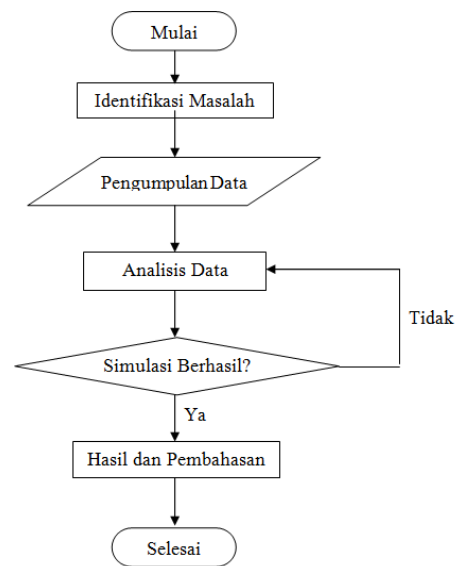 Mulai
Identifikasi Masalah
Pengumpulan Data
Analisis Data
Tidak
Simulasi Berhasil?
Ya
Hasil dan Pembahasan
Selesai